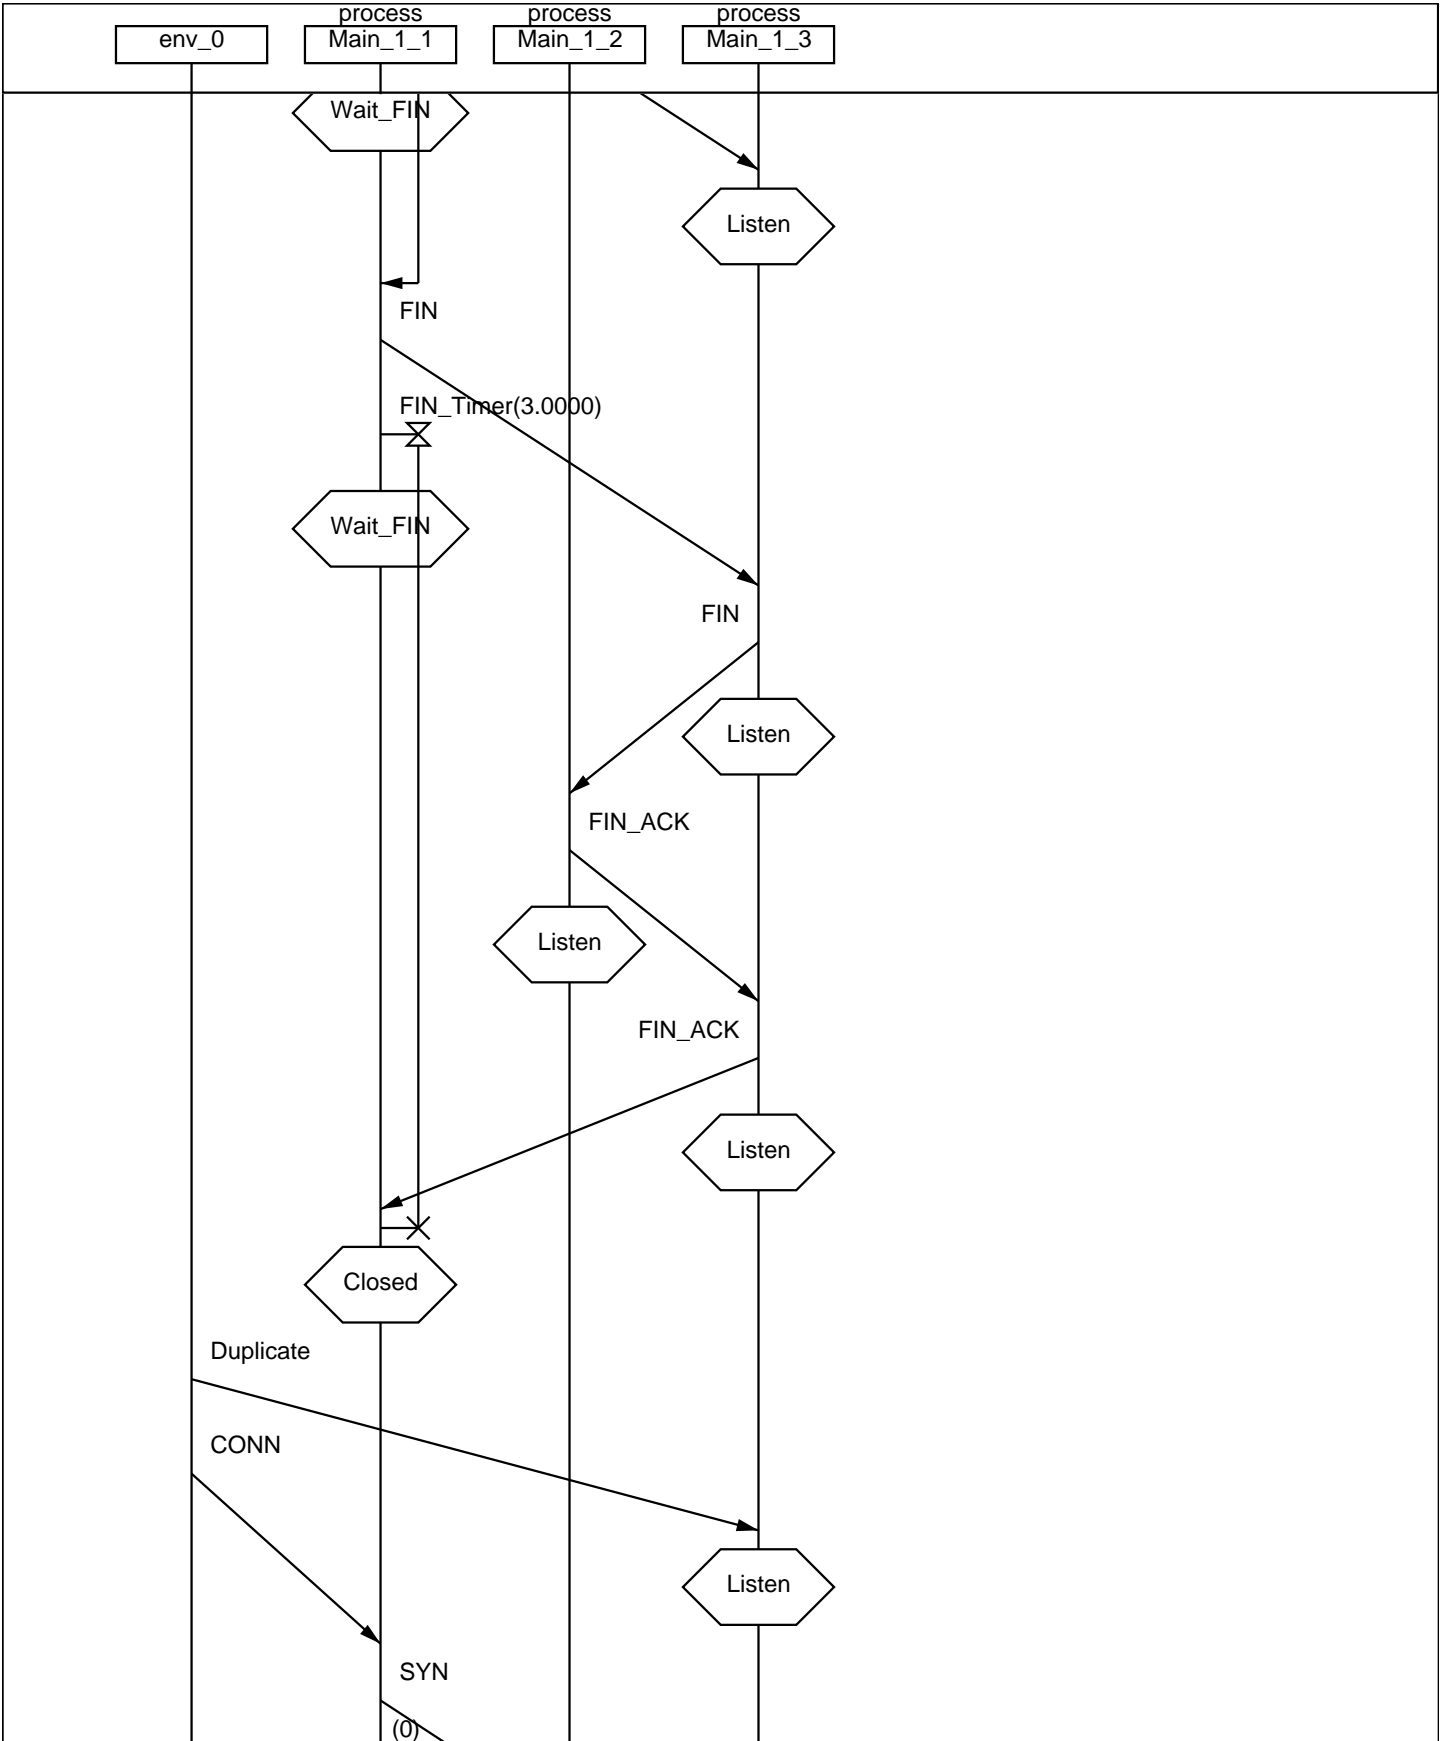 process process process
env_0 Main_1_1 Main_1_2 Main_1_3
Wait_FIN
Listen
FIN
FIN_Timer(3.0000)
Wait_FIN
FIN
Listen
FIN_ACK
Listen
FIN_ACK
Listen
Closed
Duplicate
CONN
Listen
SYN
(0)